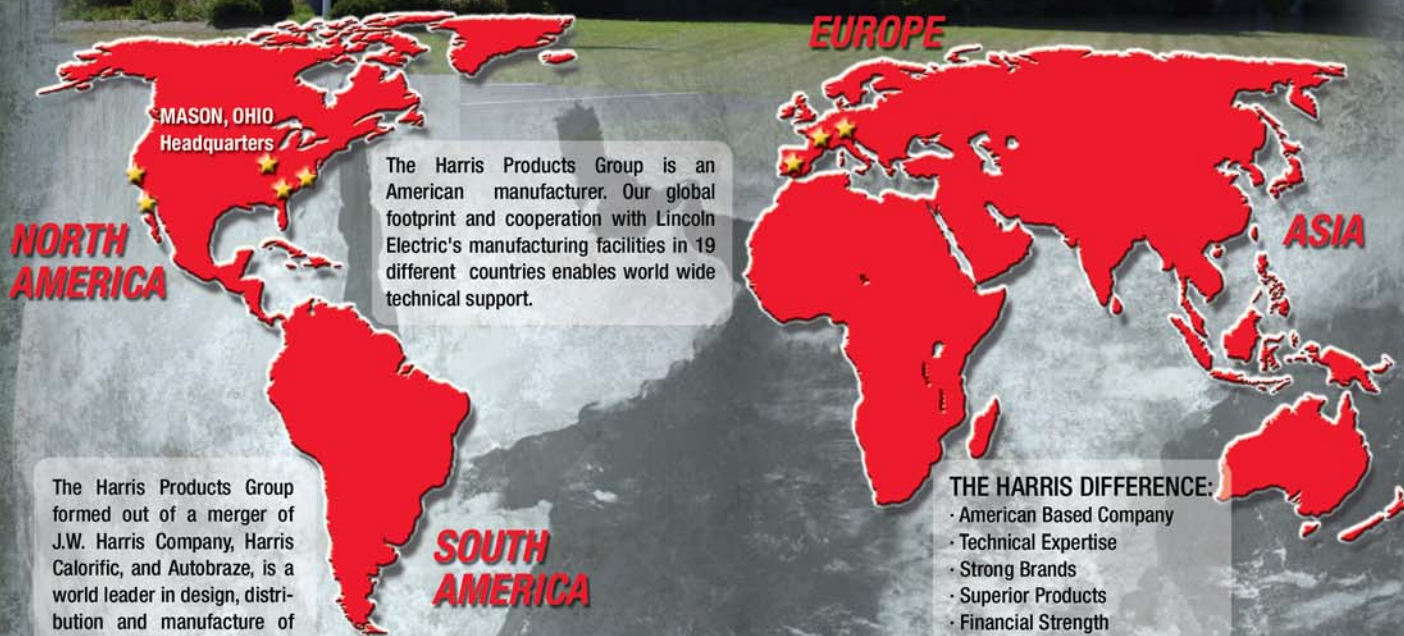 EUROPE
MASON, OHIO
Headquarters
The Harris Products Group is an
American manufacturer. Our global
footprint and cooperation with Lincoln
Electric's manufacturing facilities in 19
different countries enables world wide
technical support.
NORTH
AMERICA
ASIA
The Harris Products Group
formed out of a merger of
J.W. Harris Company, Harris
Calorific, and Autobraze, is a
world leader in design, distri-
bution and manufacture of
SOUTH
AMERICA
THE HARRIS DIFFERENCE:
· American Based Company
· Technical Expertise
· Strong Brands
· Superior Products
· Financial Strength